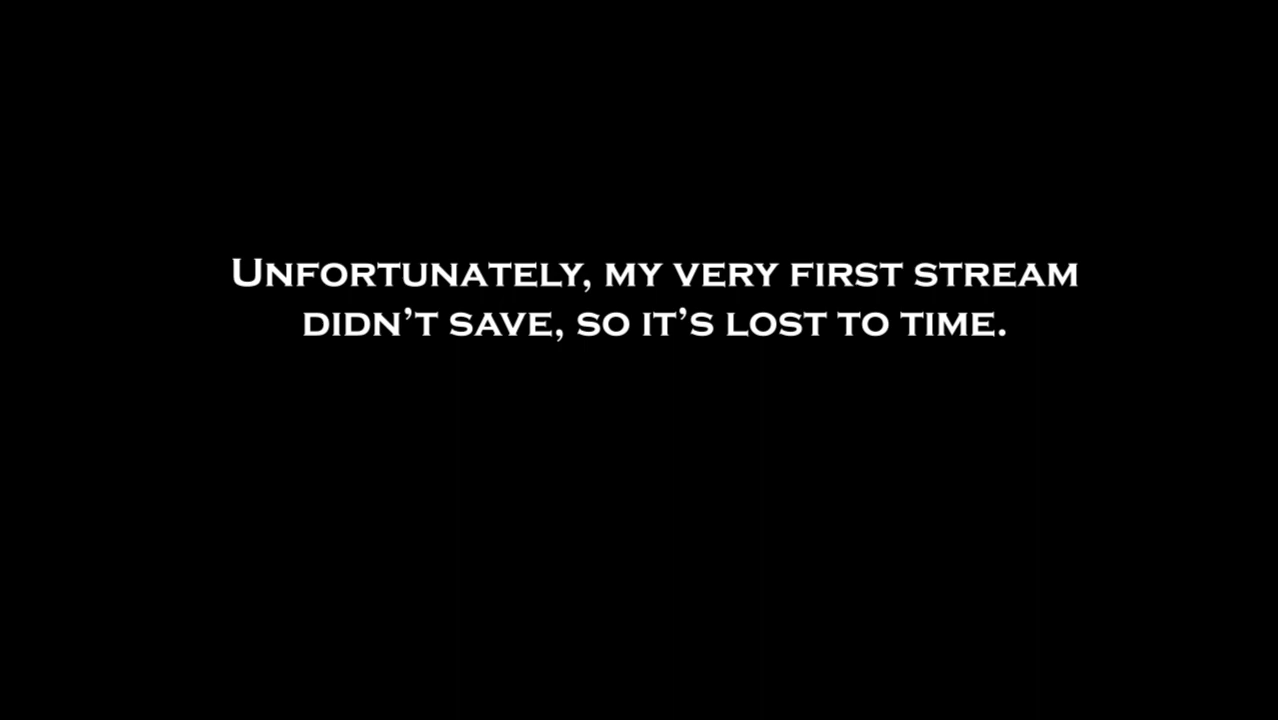 Unfortunately, my very first stream
didn’t save, so it’s lost to time.